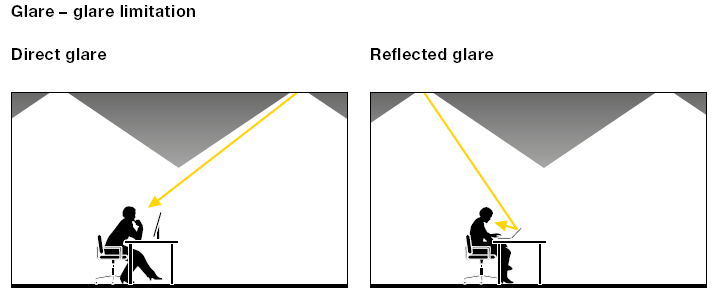 Glare – glare limitation
Direct glare
Reflected glare